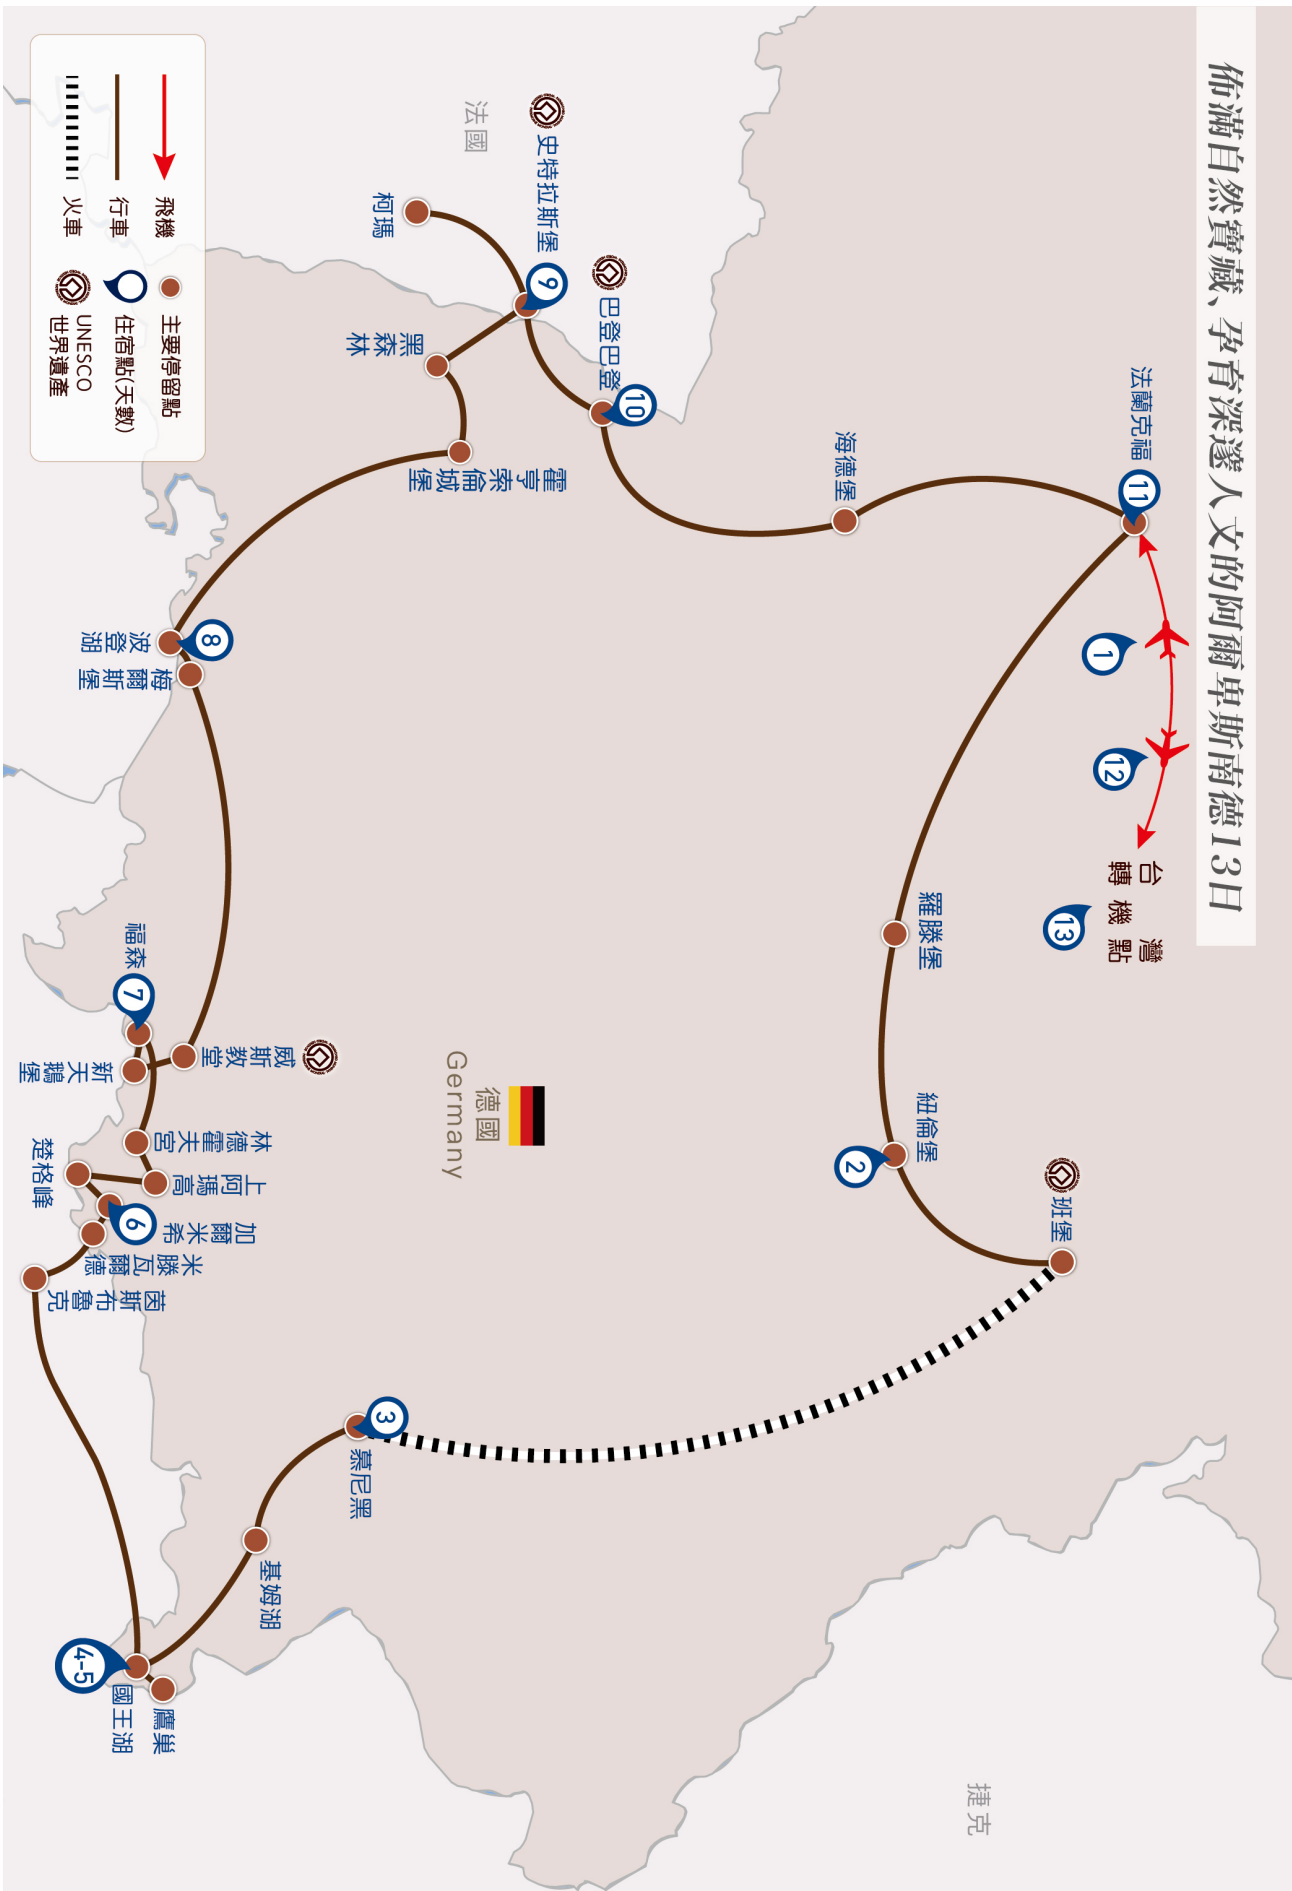 佈滿自然寶藏、孕育深邃人文的阿爾卑斯南德13日
台灣
轉機點
13
1
12
法蘭克福
11
海德堡
羅滕堡
紐倫堡
2
班堡
巴登巴登
10
史特拉斯堡
9
法國
柯瑪
黑森林
霍亨索倫城堡
德國
Germany
慕尼黑
3
基姆湖
鷹巢
國王湖
4-5
捷克
波登湖
8
梅爾斯堡
威斯教堂
福森
7
新天鵝堡
林德霍夫宮
上阿瑪高
楚格峰
加爾米希
6
米滕瓦爾德
茵斯布魯克
飛機
行車
火車
主要停留點
住宿點(天數)
UNESCO
世界遺產